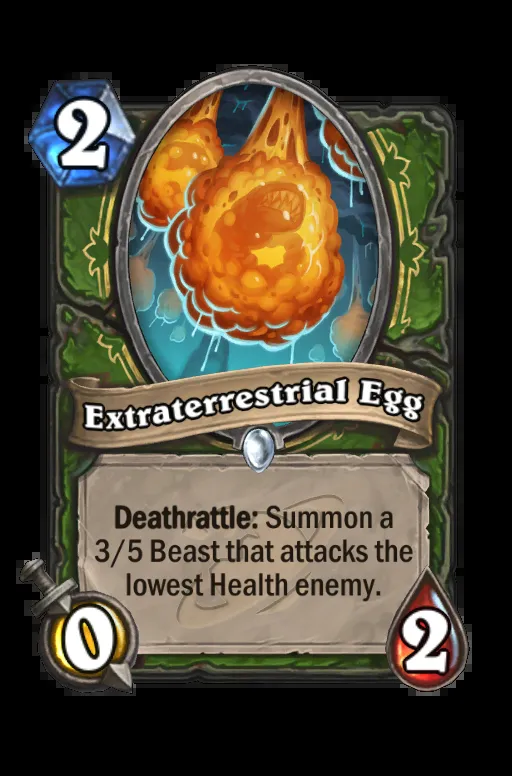 2
Extraterrestrial Egg
Deathrattle: Summon a
3/5 Beast that attacks the
lowest Health enemy.
0
2